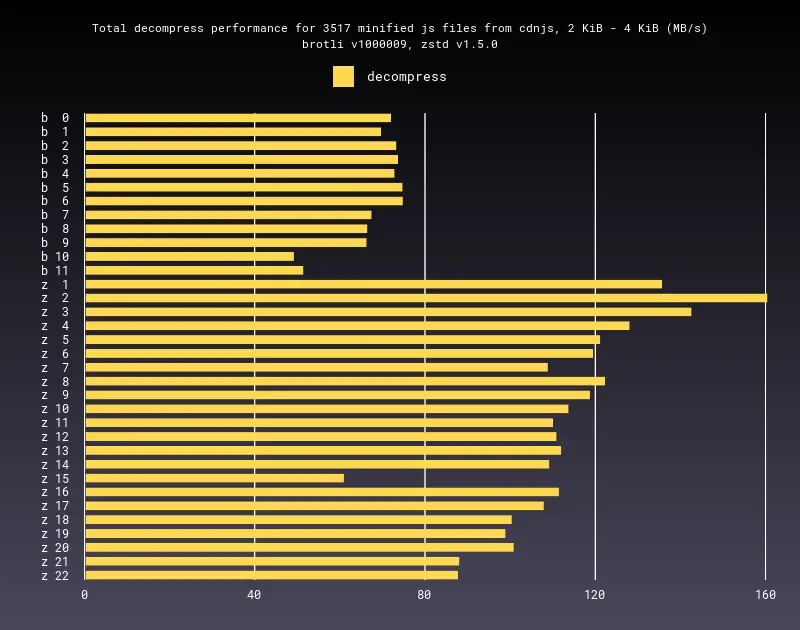 Total decompress performance for 3517 minified js files from cdnjs, 2 KiB - 4 KiB (MB/s)
brotli v1000009, zstd v1.5.0
decompress
b 0
b 1
b 2
b 3
b 4
b 5
b 6
b 7
b 8
b 9
b 10
b 11
z 1
z 2
z 3
z 4
z 5
z 6
z 7
z 8
z 9
z 10
z 11
z 12
z 13
z 14
z 15
z 16
z 17
z 18
z 19
z 20
z 21
z 22
0 40 80 120 160